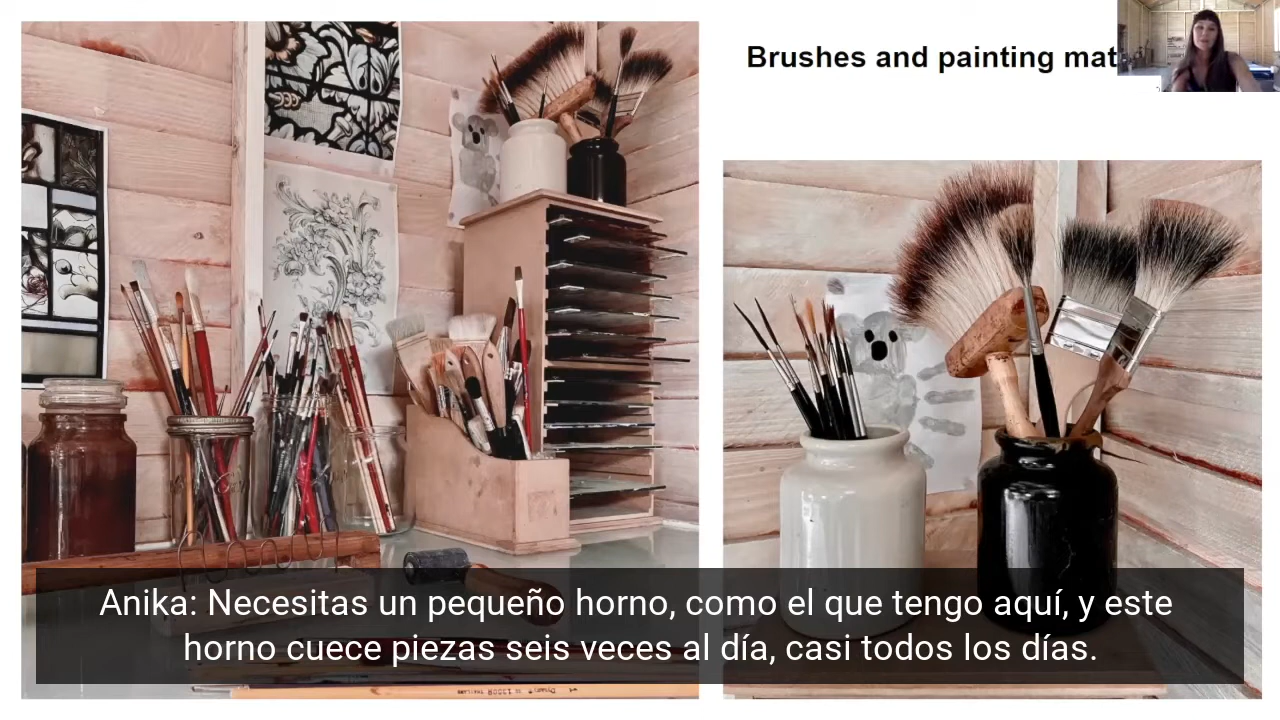 Brushes and painting mat
Anika: Necesitas un pequeño horno, como el que tengo aquí, y este
horno cuece piezas seis veces al día, casi todos los días.